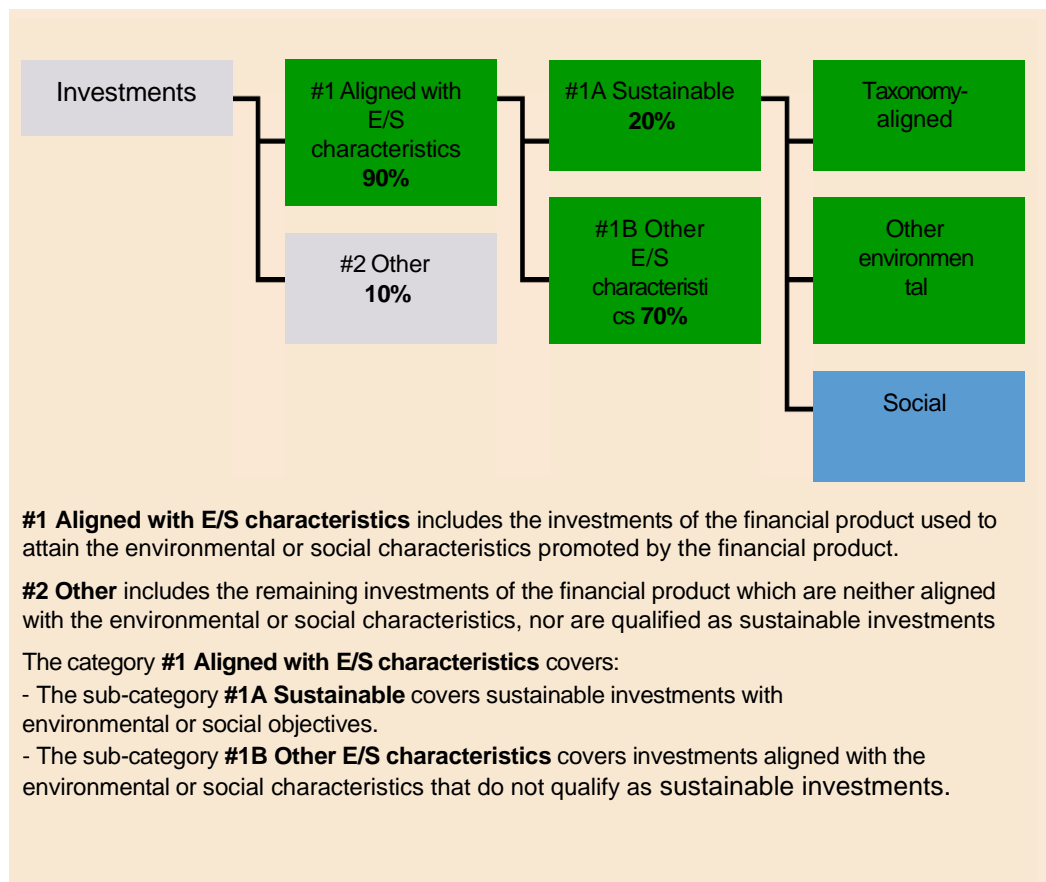 Investments
#1 Aligned with
E/S
characteristics
90%
#2 Other
10%
#1A Sustainable
20%
#1B Other
E/S
characteristi
cs 70%
Taxonomy-
aligned
Other
environmen
tal
Social
#1 Aligned with E/S characteristics includes the investments of the financial product used to
attain the environmental or social characteristics promoted by the financial product.
#2 Other includes the remaining investments of the financial product which are neither aligned
with the environmental or social characteristics, nor are qualified as sustainable investments
The category #1 Aligned with E/S characteristics covers:
- The sub-category #1A Sustainable covers sustainable investments with
environmental or social objectives.
- The sub-category #1B Other E/S characteristics covers investments aligned with the
environmental or social characteristics that do not qualify as sustainable investments.